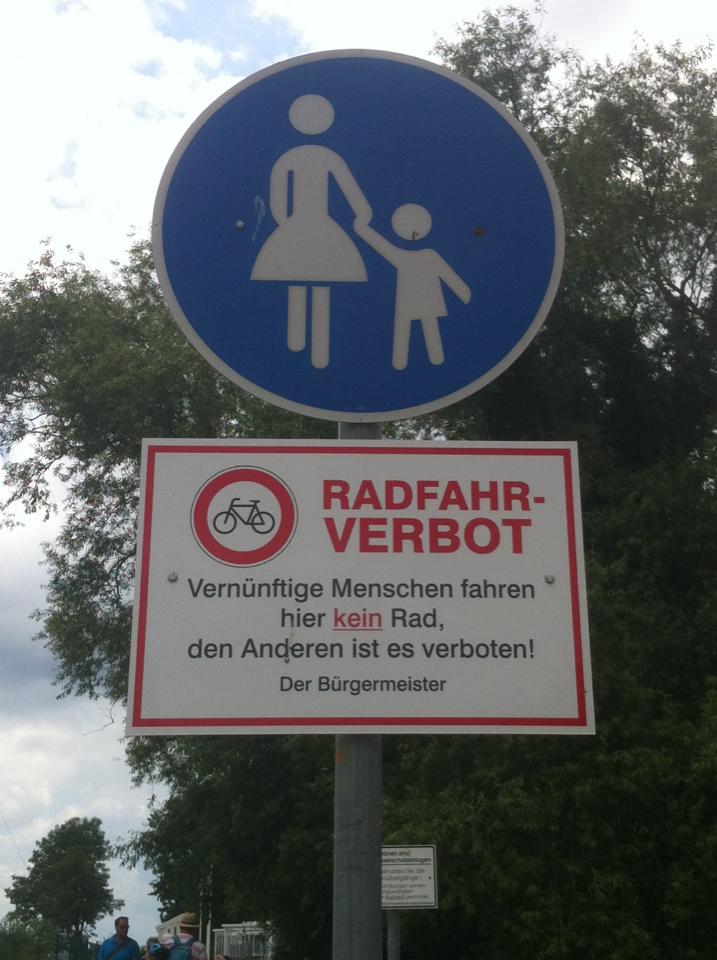 RADFAHR-
VERBOT
Vernünftige Menschen fahren
hier kein Rad,
den Anderen ist es verboten!
Der Bürgermeister